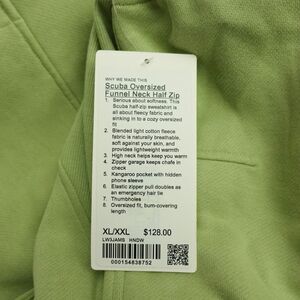 WHY WE MADE THIS
Scuba Oversized
Funnel Neck Half Zip
1. Serious about softness. This
Scuba half-zip sweatshirt is
all about fleecy fabric and
sinking in to a cozy oversized
fit
2. Blended light cotton fleece
fabric is naturally breathable,
soft against your skin, and
provides lightweight warmth
3. High neck helps keep you warm
4. Zipper garage keeps chafe in
check
5. Kangaroo pocket with hidden
phone sleeve
6. Elastic zipper pull doubles as
an emergency hair tie
7. Thumbholes
8. Oversized fit, bum-covering
length
XL/XXL $128.00
LW3JAMS HNDW
000154838752